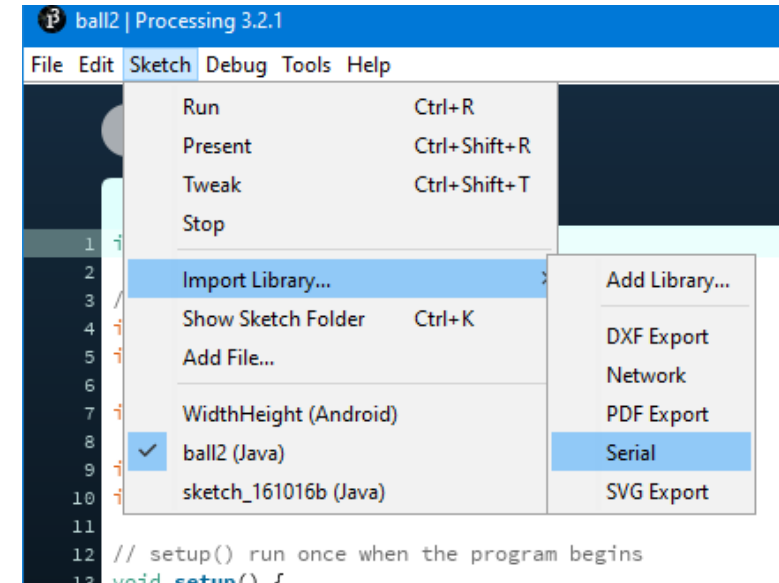 ball2 | Processing 3.2.1
File Edit Sketch Debug Tools Help
Run Ctrl+R
Present Ctrl+Shift+R
Tweak Ctrl+Shift+T
Stop
1 i
2
Import Library... Add Library...
3 /
4 i
Show Sketch Folder Ctrl+K
DXF Export
5 i
Add File...
Network
6
7 i
WidthHeight (Android)
PDF Export
8
ball2 (Java)
Serial
9 i
10 i
sketch_161016b (Java)
SVG Export
11
12 // setup() run once when the program begins
13 void setup() {